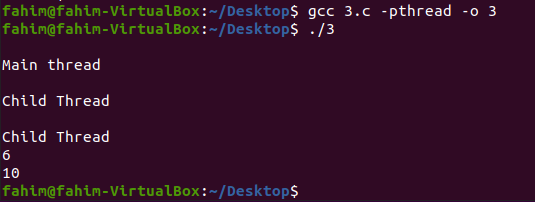 fahim@fahim-VirtualBox:~/Desktop$ gcc 3.c -pthread -o 3
fahim@fahim-VirtualBox:~/Desktop$ ./3
Main thread
Child Thread
Child Thread
6
10
fahim@fahim-VirtualBox:~/Desktop$